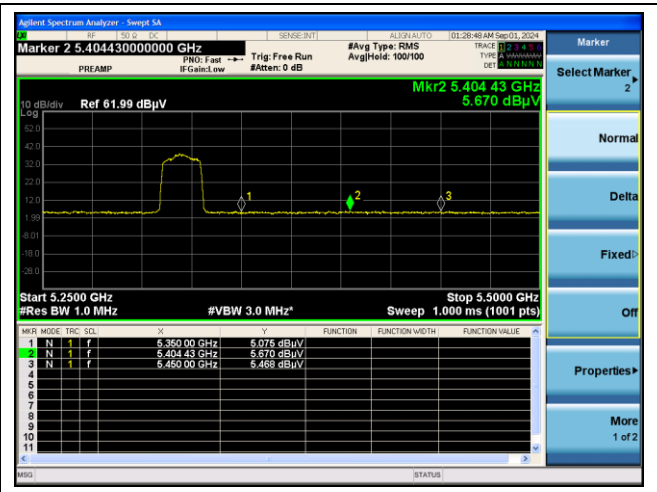 Agilent Spectrum Analyzer - Swept SA
RF 50 Ω DC SENSE:INT ALIGN AUTO 01:28:48 AM Sep 01, 2024
Marker 2 5.404430000000 GHz #Avg Type: RMS TRACE 1 2 3 4 5 6
PNO: Fast Trig: Free Run Avg|Hold: 100/100 TYPE A
PREAMP IFGain:Low #Atten: 0 dB DET A N N N N N
Mkr2 5.404 43 GHz
10 dB/div Ref 61.99 dBµV 5.670 dBµV
Log
52.0
42.0
32.0
22.0
12.0
1.99
-8.01
-18.0
-28.0
1
2
3
Start 5.2500 GHz Stop 5.5000 GHz
#Res BW 1.0 MHz #VBW 3.0 MHz* Sweep 1.000 ms (1001 pts)
MKR MODE TRC SCL X Y FUNCTION FUNCTION WIDTH FUNCTION VALUE
1 N 1 f 5.350 00 GHz 5.075 dBµV
2 N 1 f 5.404 43 GHz 5.670 dBµV
3 N 1 f 5.450 00 GHz 5.468 dBµV
4
5
6
7
8
9
10
11
MSG STATUS
Marker
Select Marker
2
Normal
Delta
Fixed
Off
Properties
More
1 of 2